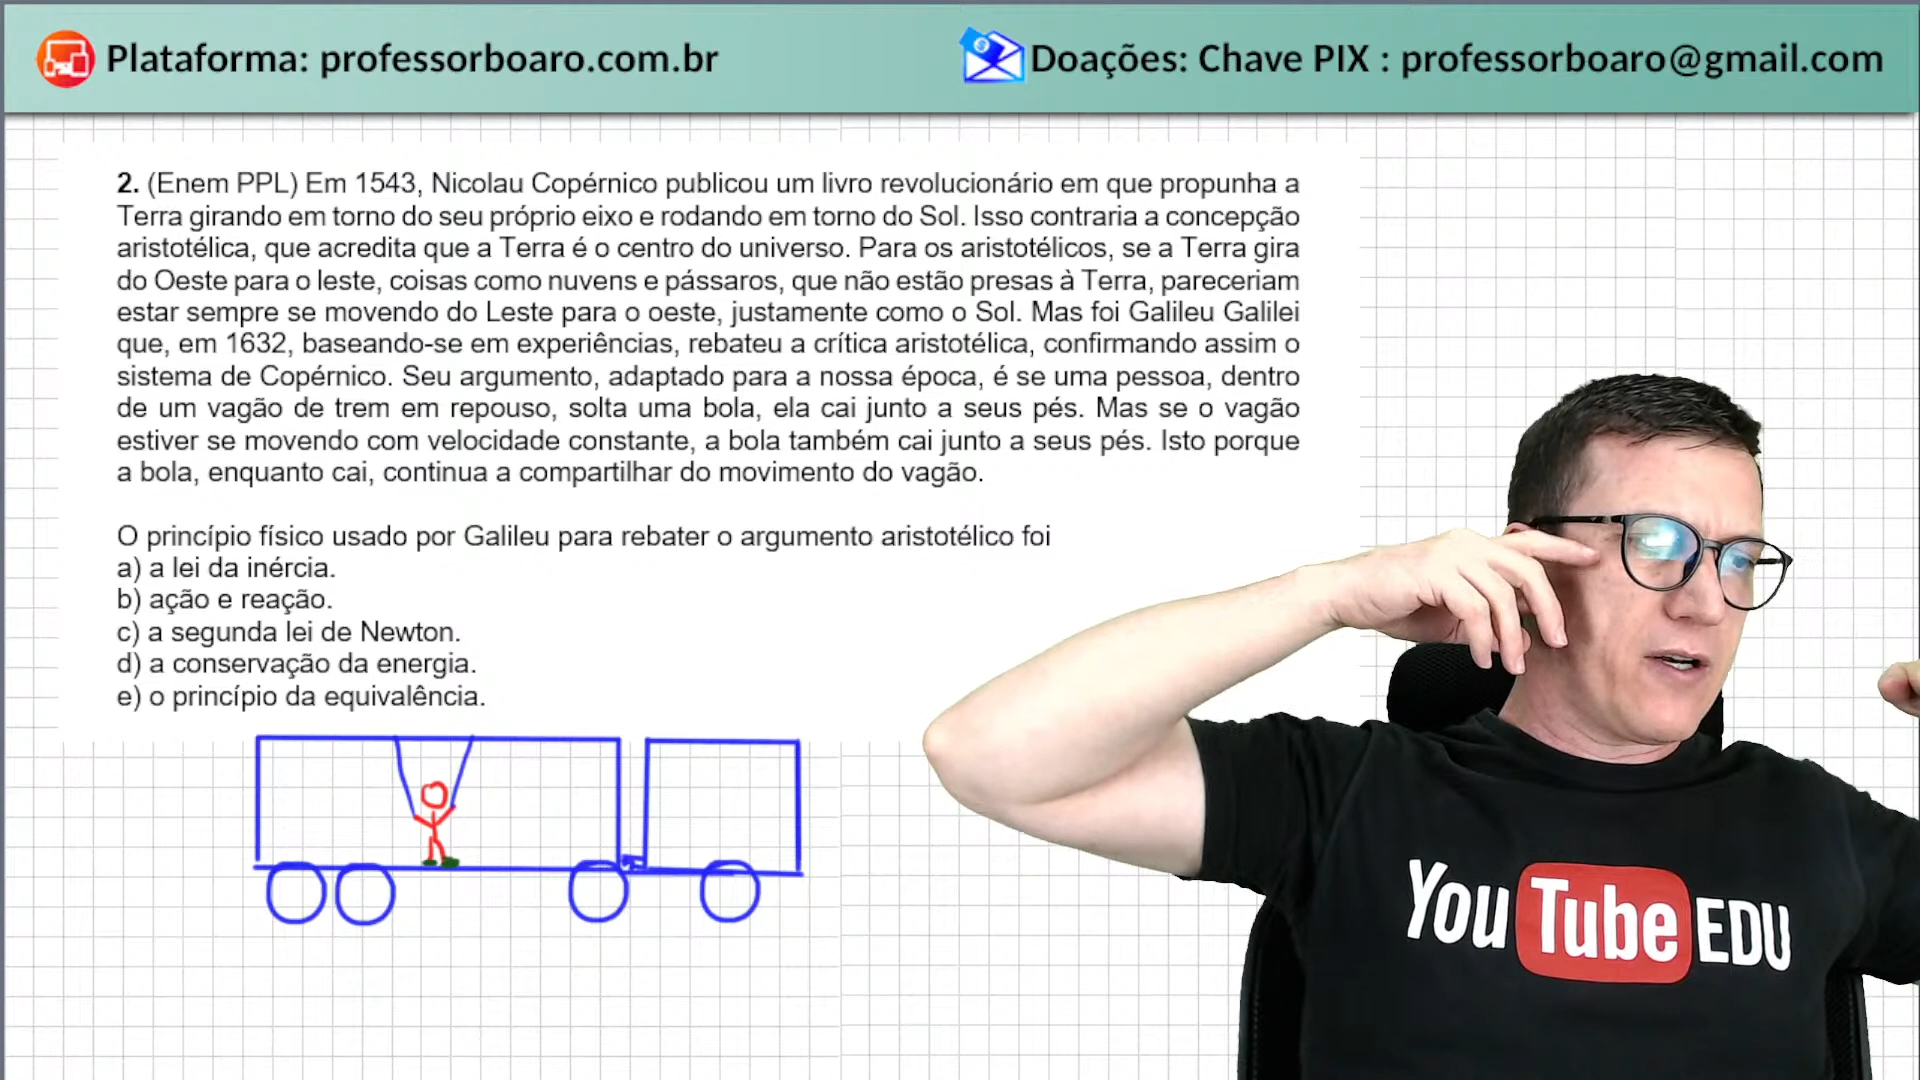 Plataforma: professorboaro.com.br
Doações: Chave PIX : professorboaro@gmail.com
2. (Enem PPL) Em 1543, Nicolau Copérnico publicou um livro revolucionário em que propunha a
Terra girando em torno do seu próprio eixo e rodando em torno do Sol. Isso contraria a concepção
aristotélica, que acredita que a Terra é o centro do universo. Para os aristotélicos, se a Terra gira
do Oeste para o leste, coisas como nuvens e pássaros, que não estão presas à Terra, pareceriam
estar sempre se movendo do Leste para o oeste, justamente como o Sol. Mas foi Galileu Galilei
que, em 1632, baseando-se em experiências, rebateu a crítica aristotélica, confirmando assim o
sistema de Copérnico. Seu argumento, adaptado para a nossa época, é se uma pessoa, dentro
de um vagão de trem em repouso, solta uma bola, ela cai junto a seus pés. Mas se o vagão
estiver se movendo com velocidade constante, a bola também cai junto a seus pés. Isto porque
a bola, enquanto cai, continua a compartilhar do movimento do vagão.
O princípio físico usado por Galileu para rebater o argumento aristotélico foi
a) a lei da inércia.
b) ação e reação.
c) a segunda lei de Newton.
d) a conservação da energia.
e) o princípio da equivalência.
YouTube EDU